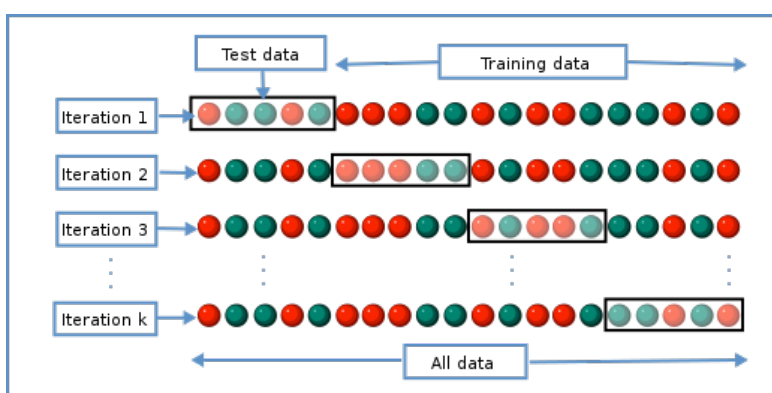 Test data
Training data
Iteration 1
Iteration 2
Iteration 3
Iteration k
All data